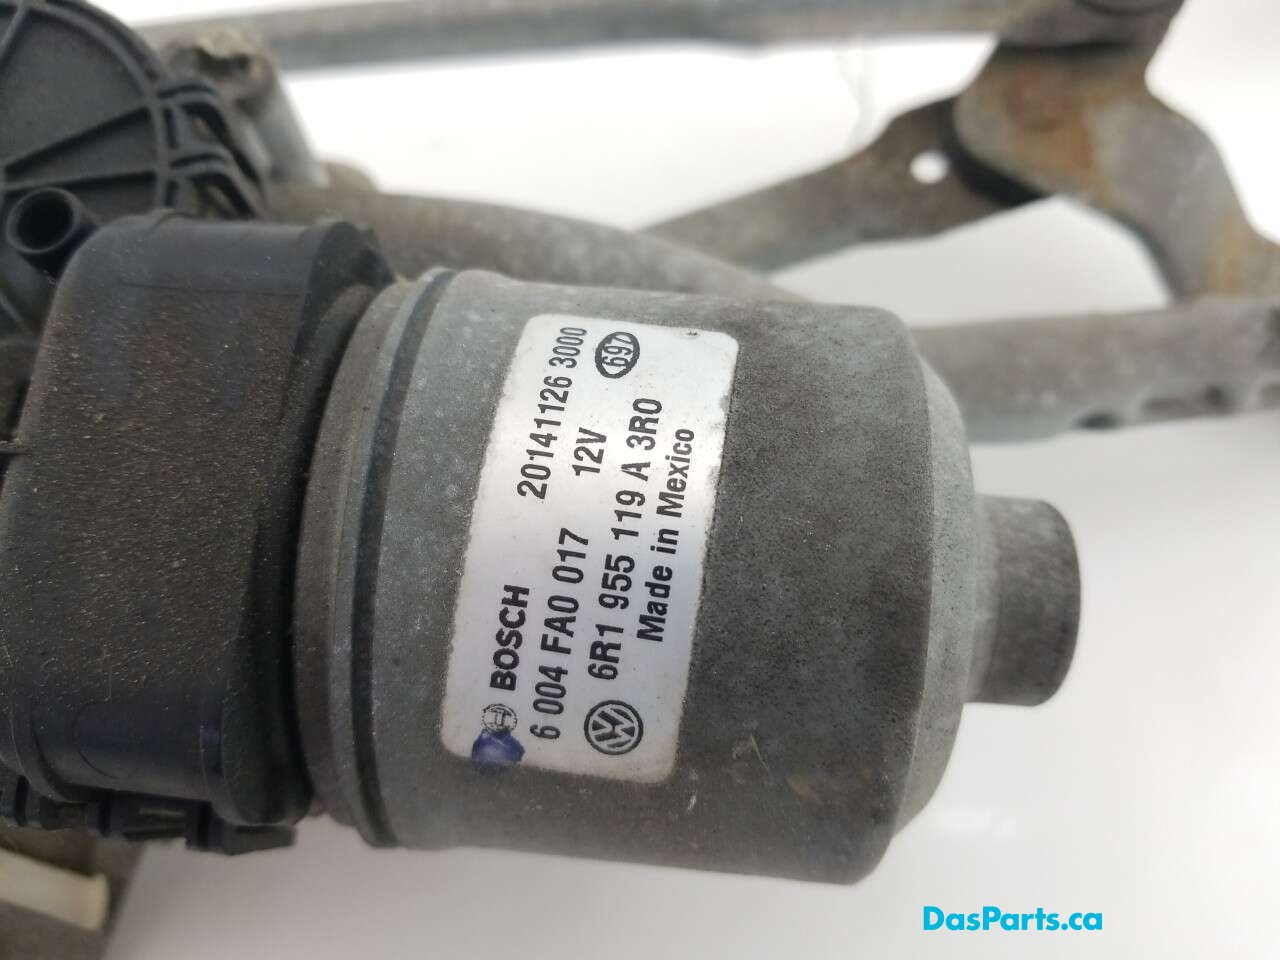 BOSCH 20141126 3000
6 004 FA0 017 12V 697
6R1 955 119 A 3R0
Made in Mexico
DasParts.ca